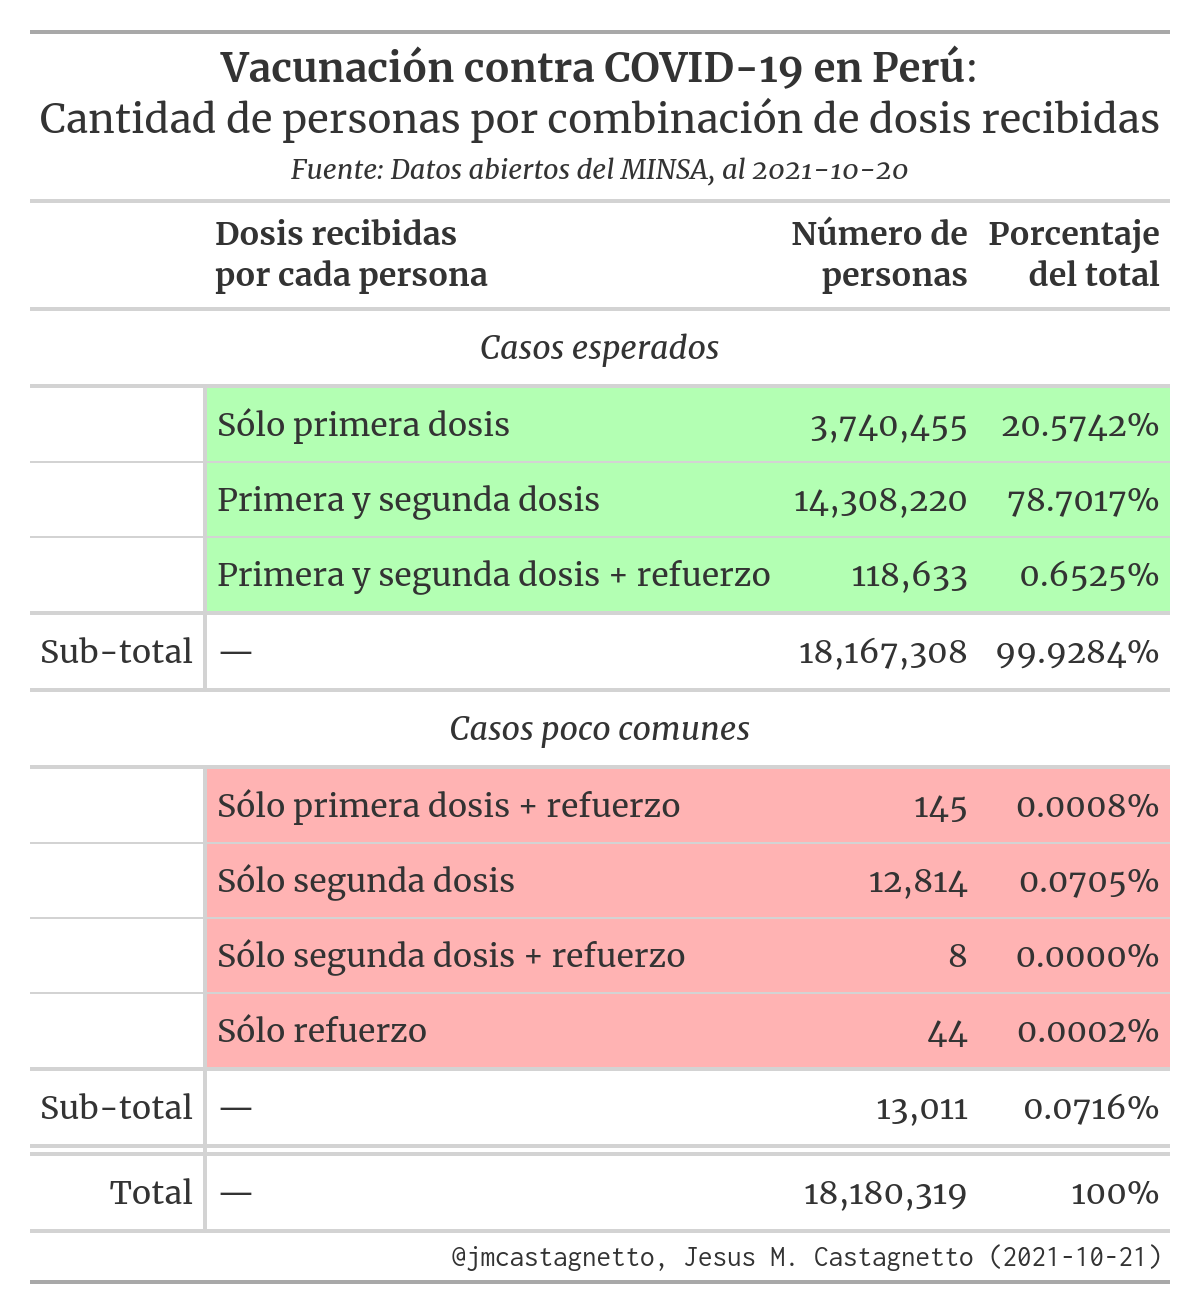 Vacunación contra COVID-19 en Perú:
Cantidad de personas por combinación de dosis recibidas
Fuente: Datos abiertos del MINSA, al 2021-10-20
Dosis recibidas por cada persona Número de personas Porcentaje del total
Casos esperados
Sólo primera dosis 3,740,455 20.5742%
Primera y segunda dosis 14,308,220 78.7017%
Primera y segunda dosis + refuerzo 118,633 0.6525%
Sub-total — 18,167,308 99.9284%
Casos poco comunes
Sólo primera dosis + refuerzo 145 0.0008%
Sólo segunda dosis 12,814 0.0705%
Sólo segunda dosis + refuerzo 8 0.0000%
Sólo refuerzo 44 0.0002%
Sub-total — 13,011 0.0716%
Total — 18,180,319 100%
@jmcastagnetto, Jesus M. Castagnetto (2021-10-21)